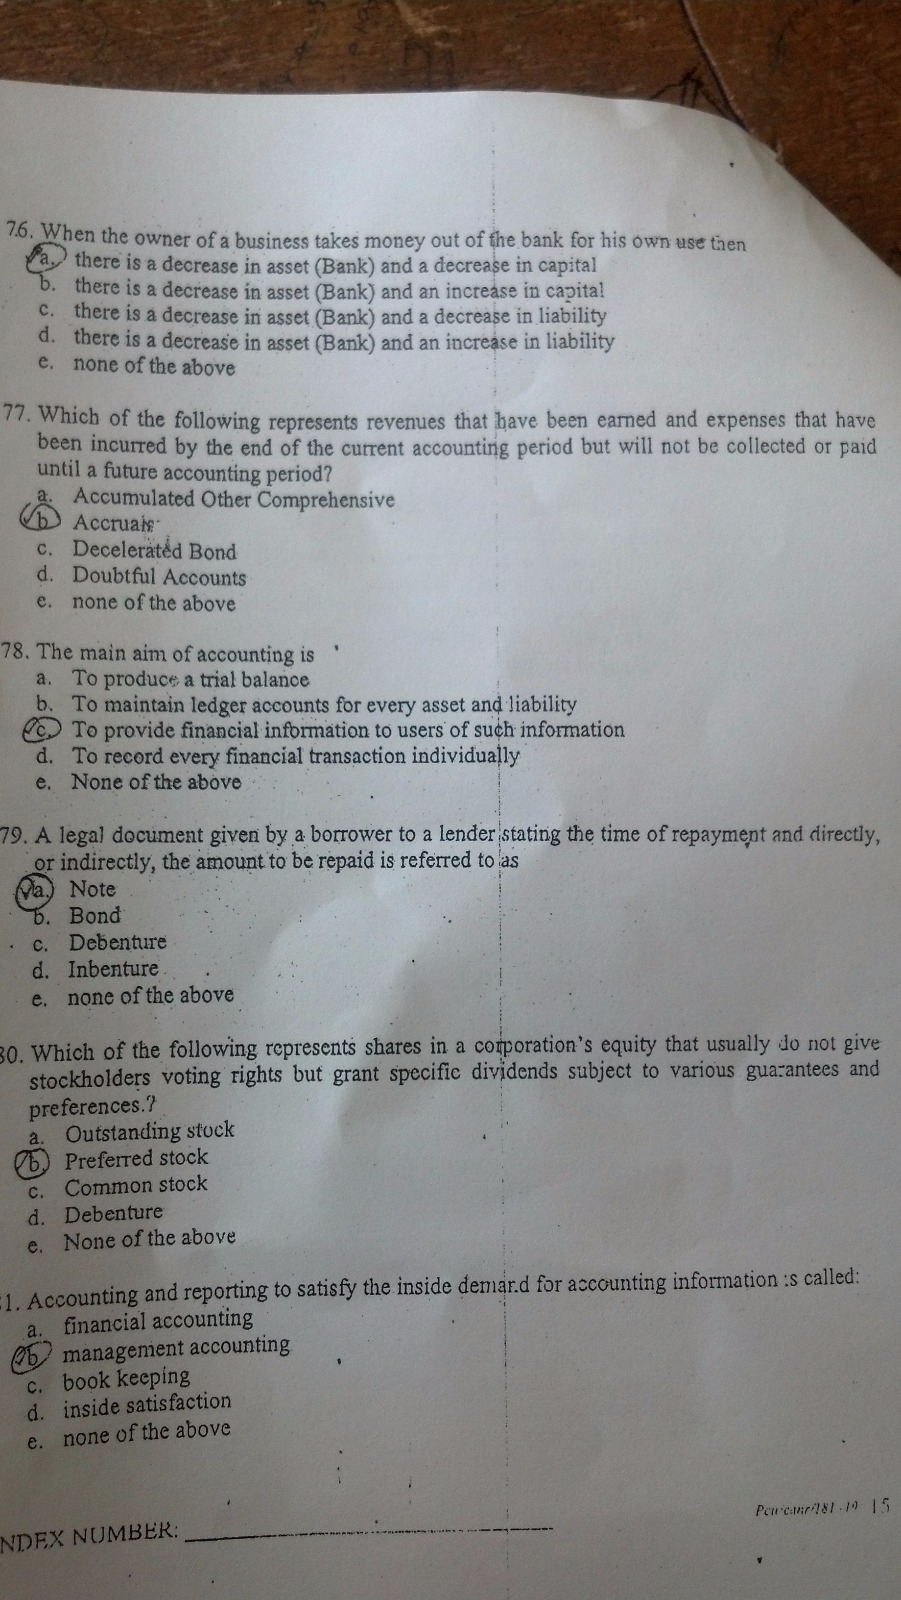 76. When the owner of a business takes money out of the bank for his own use then
a. there is a decrease in asset (Bank) and a decrease in capital
b. there is a decrease in asset (Bank) and an increase in capital
c. there is a decrease in asset (Bank) and a decrease in liability
d. there is a decrease in asset (Bank) and an increase in liability
e. none of the above
77. Which of the following represents revenues that have been earned and expenses that have
been incurred by the end of the current accounting period but will not be collected or paid
until a future accounting period?
a. Accumulated Other Comprehensive
b Accruals
c. Decelerated Bond
d. Doubtful Accounts
e. none of the above
78. The main aim of accounting is
a. To produce a trial balance
b. To maintain ledger accounts for every asset and liability
c. To provide financial information to users of such information
d. To record every financial transaction individually
e. None of the above
79. A legal document given by a borrower to a lender stating the time of repayment and directly,
or indirectly, the amount to be repaid is referred to as
a. Note
b. Bond
c. Debenture
d. Inbenture
e. none of the above
80. Which of the following represents shares in a corporation's equity that usually do not give
stockholders voting rights but grant specific dividends subject to various guarantees and
preferences.?
a. Outstanding stock
b. Preferred stock
c. Common stock
d. Debenture
e. None of the above
1. Accounting and reporting to satisfy the inside demand for accounting information is called:
a. financial accounting
b. management accounting
c. book keeping
d. inside satisfaction
e. none of the above
15
NDEX NUMBER: